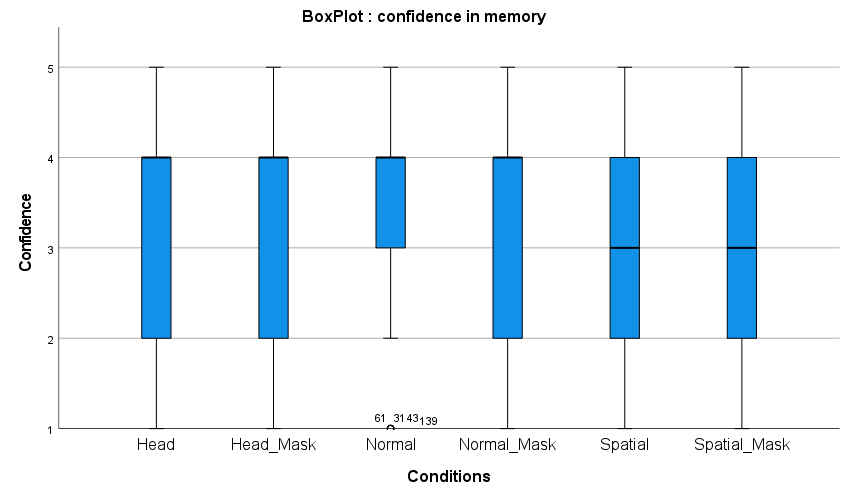 BoxPlot : confidence in memory
Confidence
5
4
3
2
1
61 31 43 139
Head Head_Mask Normal Normal_Mask Spatial Spatial_Mask
Conditions